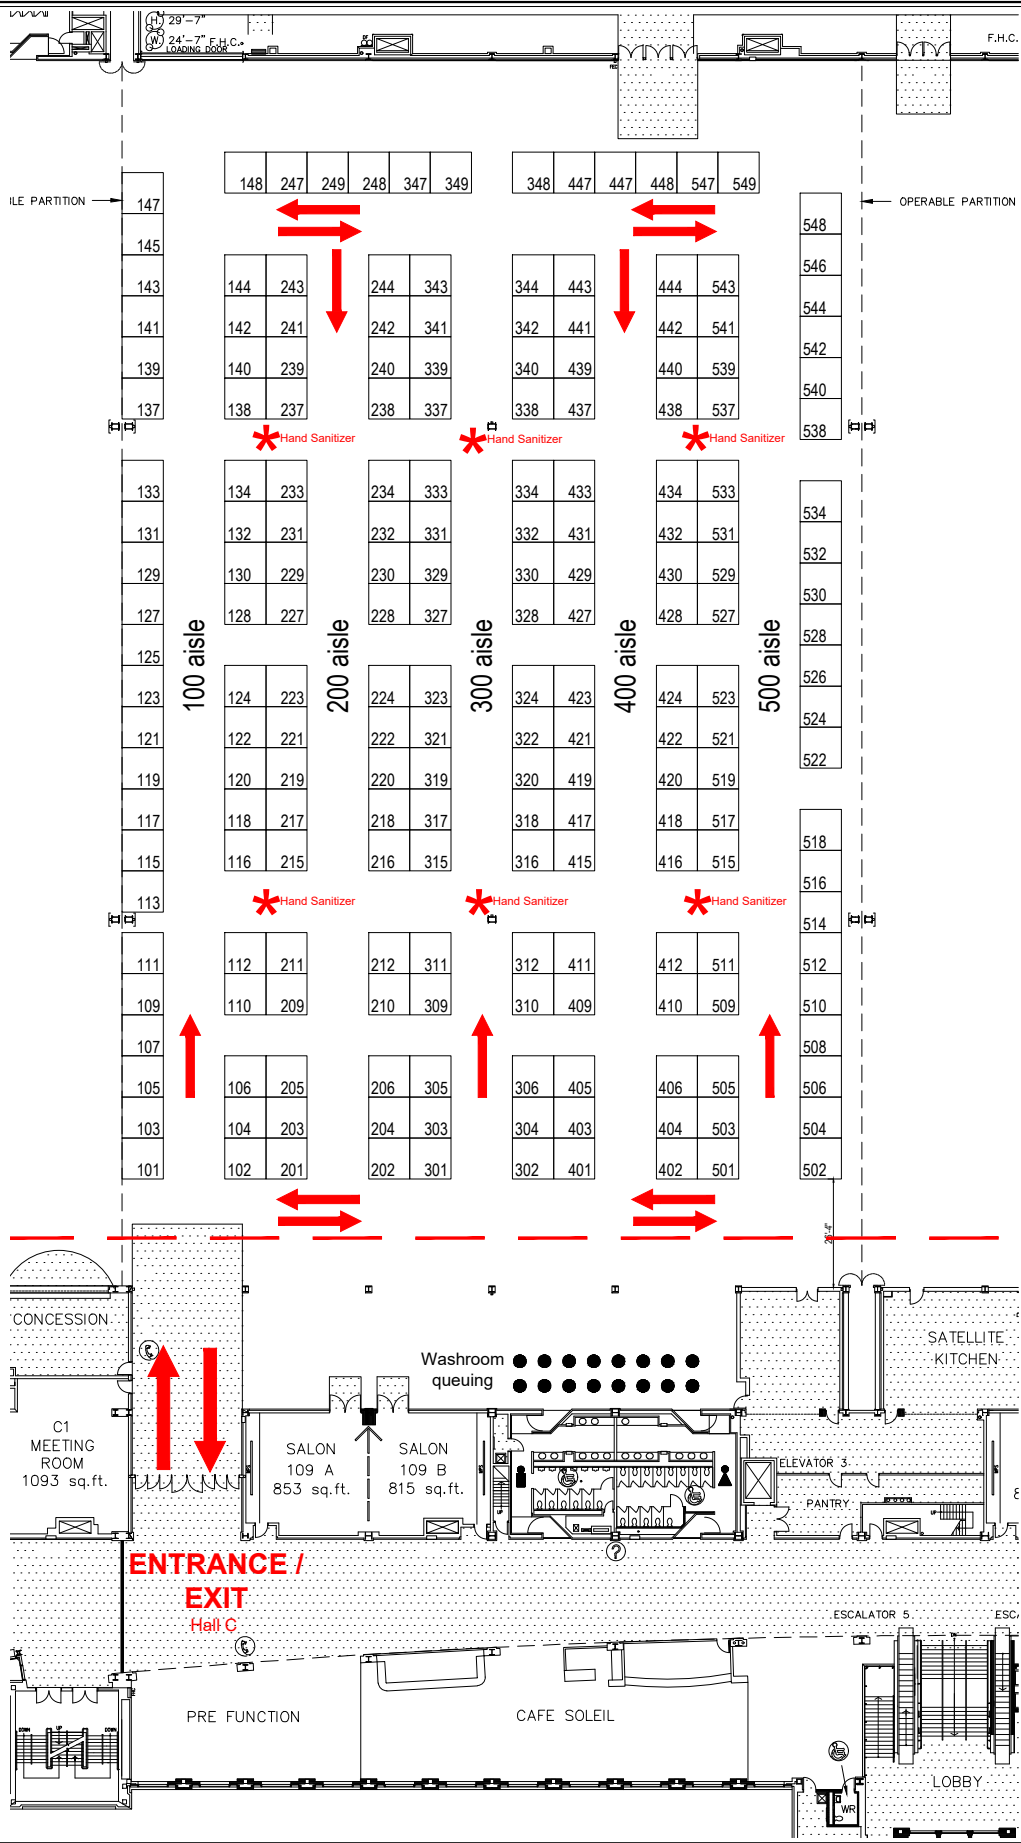 H. 29'-7"
W. 24'-7" F.H.C.
LOADING DOOR
F.H.C.
148 247 249 248 347 349 348 447 447 448 547 549
147
LE PARTITION
OPERABLE PARTITION
548
145
546
143 144 243 244 343 344 443 444 543
544
141 142 241 242 341 342 441 442 541
542
139 140 239 240 339 340 439 440 539
540
137 138 237 238 337 338 437 438 537
538
Hand Sanitizer Hand Sanitizer Hand Sanitizer
133 134 233 234 333 334 433 434 533
534
131 132 231 232 331 332 431 432 531
532
129 130 229 230 329 330 429 430 529
530
127 128 227 228 327 328 427 428 527
528
125
100 aisle 200 aisle 300 aisle 400 aisle 500 aisle
526
123 124 223 224 323 324 423 424 523
524
121 122 221 222 321 322 421 422 521
522
119 120 219 220 319 320 419 420 519
117 118 217 218 317 318 417 418 517
518
115 116 215 216 315 316 415 416 515
516
113
Hand Sanitizer Hand Sanitizer Hand Sanitizer
514
111 112 211 212 311 312 411 412 511 512
109 110 209 210 309 310 409 410 509 510
107 508
105 106 205 206 305 306 405 406 505 506
103 104 203 204 303 304 403 404 503 504
101 102 201 202 301 302 401 402 501 502
26'-4"
CONCESSION
SATELLITE
KITCHEN
Washroom
queuing
C1
MEETING
ROOM
1093 sq.ft.
SALON
109 A
853 sq.ft.
SALON
109 B
815 sq.ft.
ELEVATOR 3
PANTRY
UP
UP
ENTRANCE /
EXIT
Hall C
?
ESCALATOR 5
ESC
PRE FUNCTION
CAFE SOLEIL
DOWN UP DOWN
LOBBY
WR